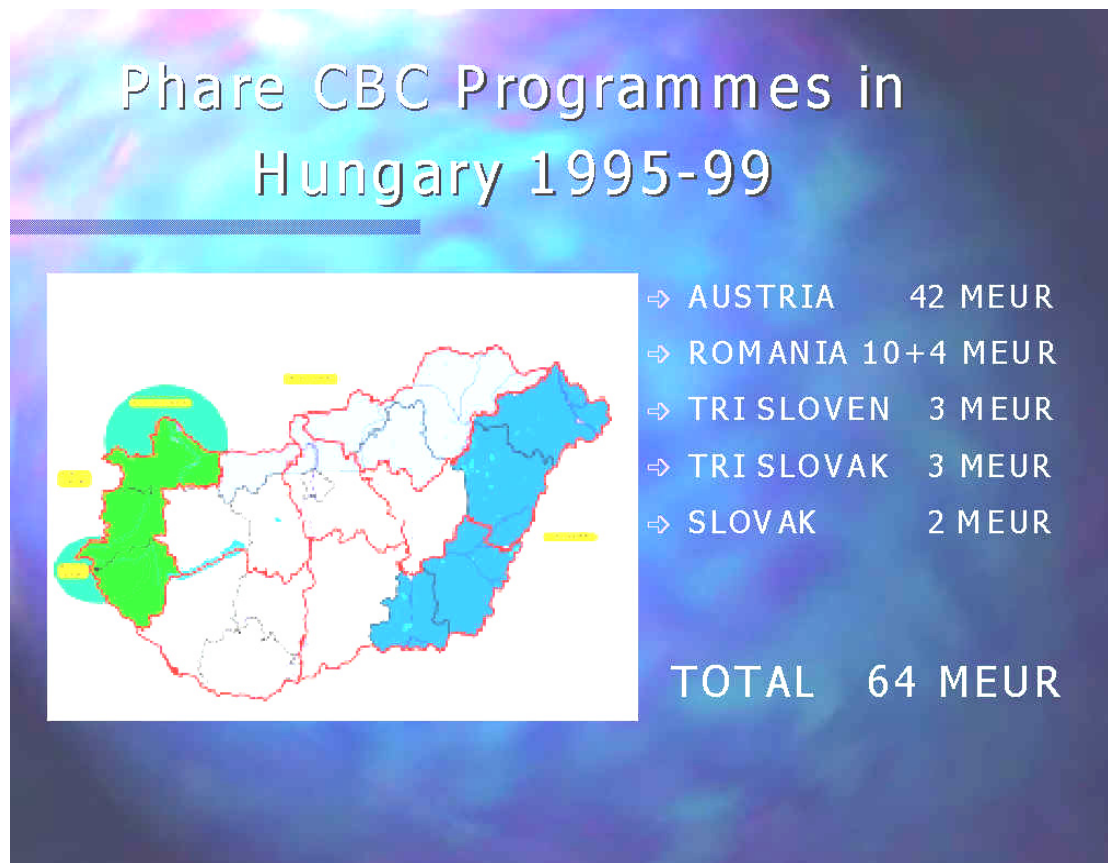 Phare CBC Programmes in
Hungary 1995-99
⇨ AUSTRIA 42 MEUR
⇨ ROMANIA 10+4 MEUR
⇨ TRI SLOVEN 3 MEUR
⇨ TRI SLOVAK 3 MEUR
⇨ SLOVAK 2 MEUR
TOTAL 64 MEUR